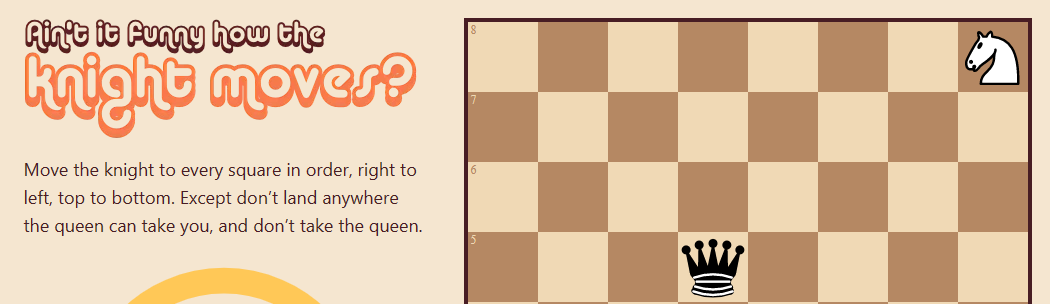 Ain't it funny how the
knight moves?
Move the knight to every square in order, right to
left, top to bottom. Except don’t land anywhere
the queen can take you, and don’t take the queen.
8
7
6
5